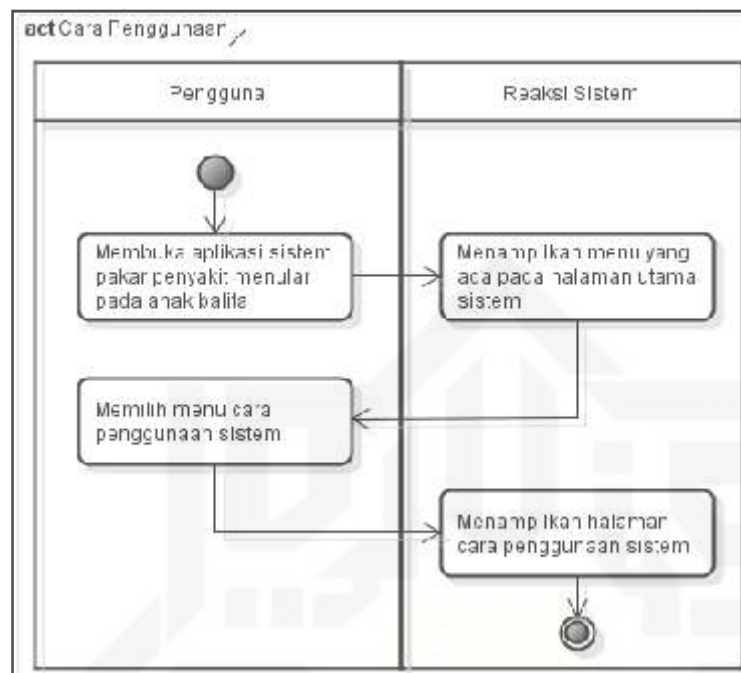 act Cara Penggunaan
Pengguna
Reaksi Sistem
Membuka aplikasi sistem
pakar penyakit menular
pada anak balita
Menampilkan menu yang
ada pada halaman utama
sistem
Memilih menu cara
penggunaan sistem
Menampilkan halaman
cara penggunaan sistem